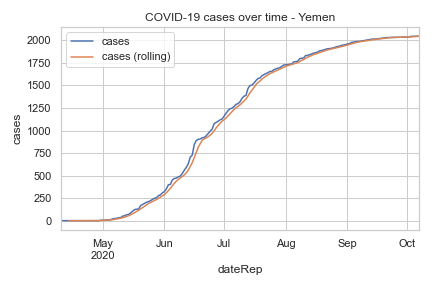 COVID-19 cases over time - Yemen
cases
cases (rolling)
2000
1750
1500
1250
1000
750
500
250
0
cases
May
2020
Jun
Jul
Aug
Sep
Oct
dateRep